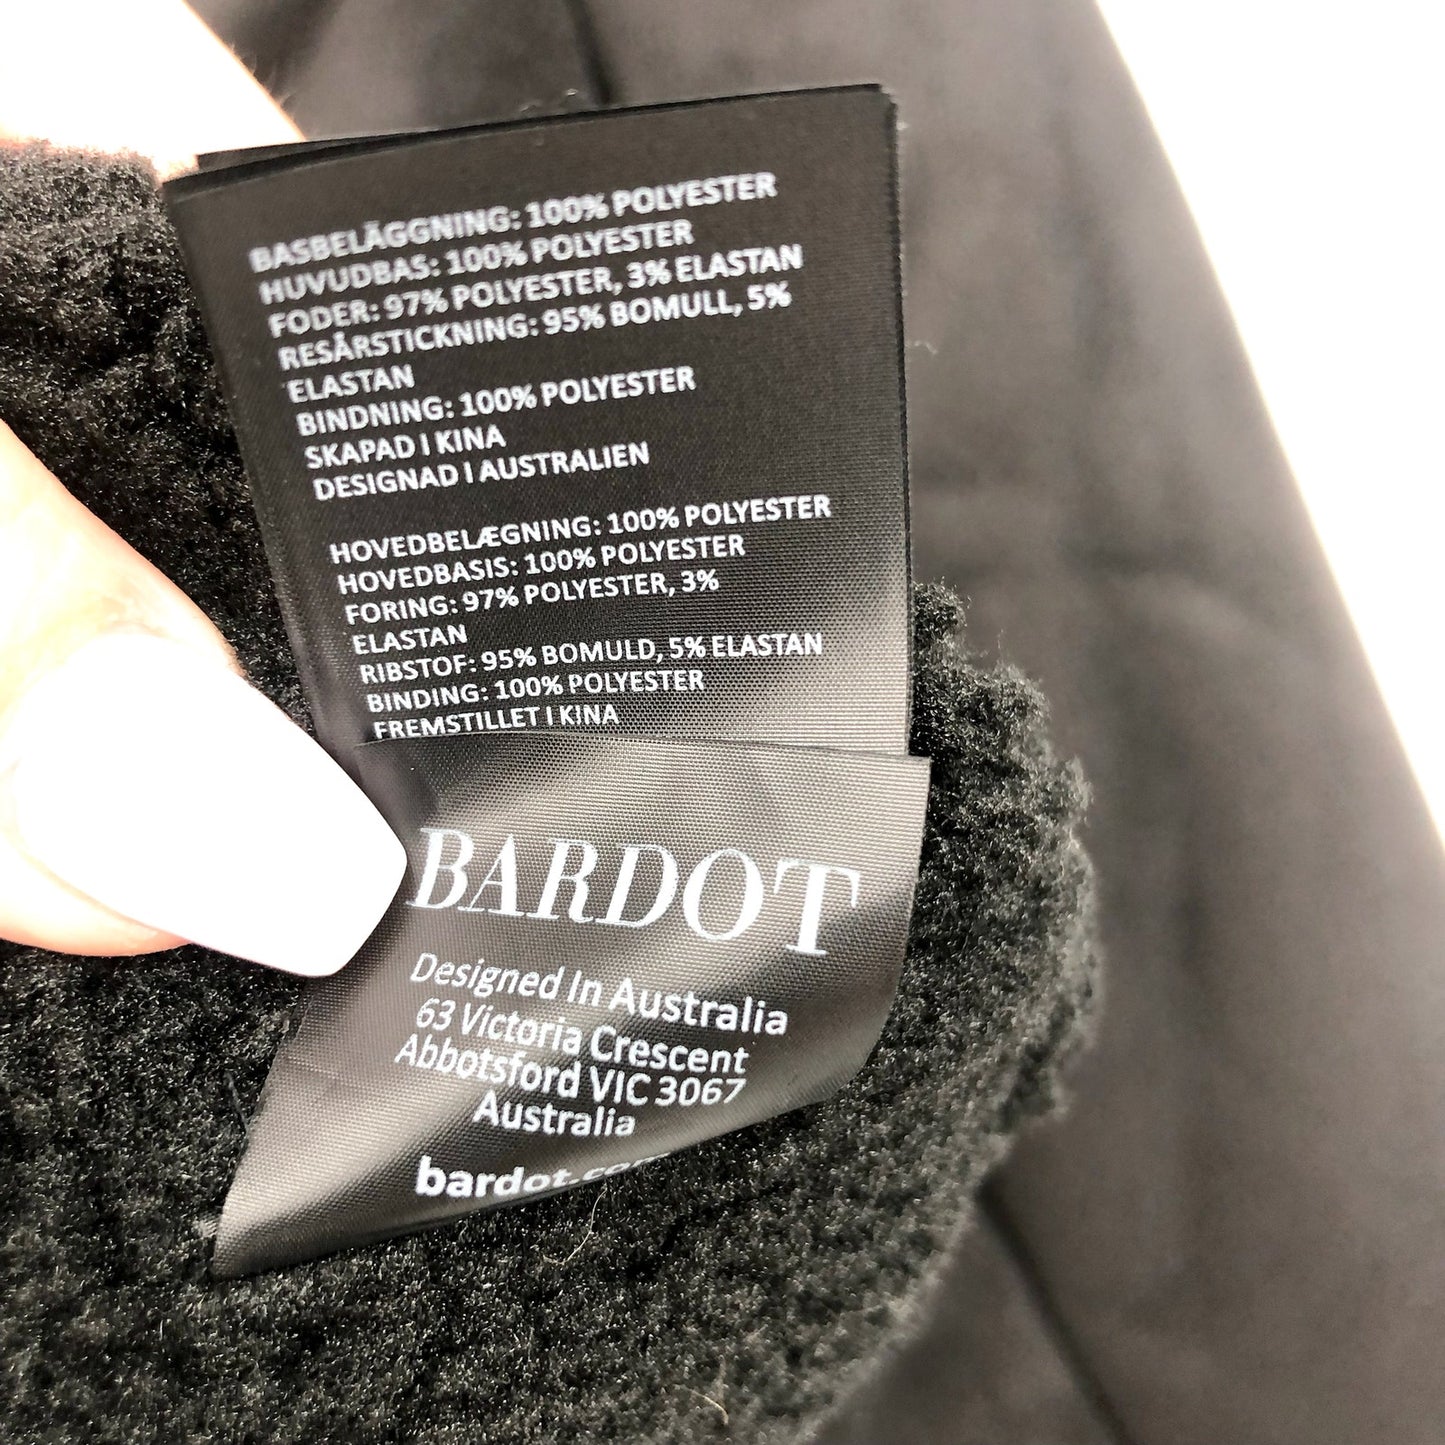 BASBELÄGGNING: 100% POLYESTER
HUVUDBAS: 100% POLYESTER
FODER: 97% POLYESTER, 3% ELASTAN
RESÅRSTICKNING: 95% BOMULL, 5%
ELASTAN
BINDNING: 100% POLYESTER
SKAPAD I KINA
DESIGNAD I AUSTRALIEN
HOVEDBELÆGNING: 100% POLYESTER
HOVEDBASIS: 100% POLYESTER
FORING: 97% POLYESTER, 3%
ELASTAN
RIBSTOF: 95% BOMULD, 5% ELASTAN
BINDING: 100% POLYESTER
FREMSTILLET I KINA
BARDOT
Designed In Australia
63 Victoria Crescent
Abbotsford VIC 3067
Australia
bardot.com